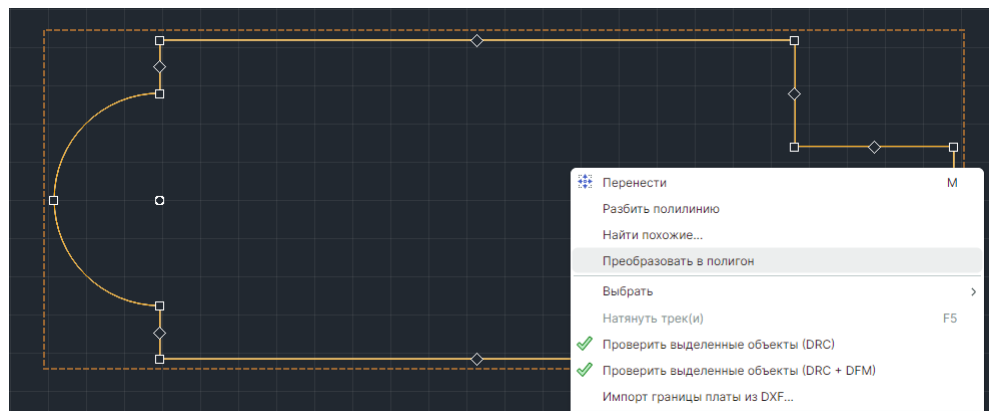 Перенести M
Разбить полилинию
Найти похожие...
Преобразовать в полигон
Выбрать
Натянуть трек(и) F5
Проверить выделенные объекты (DRC)
Проверить выделенные объекты (DRC + DFM)
Импорт границы платы из DXF...